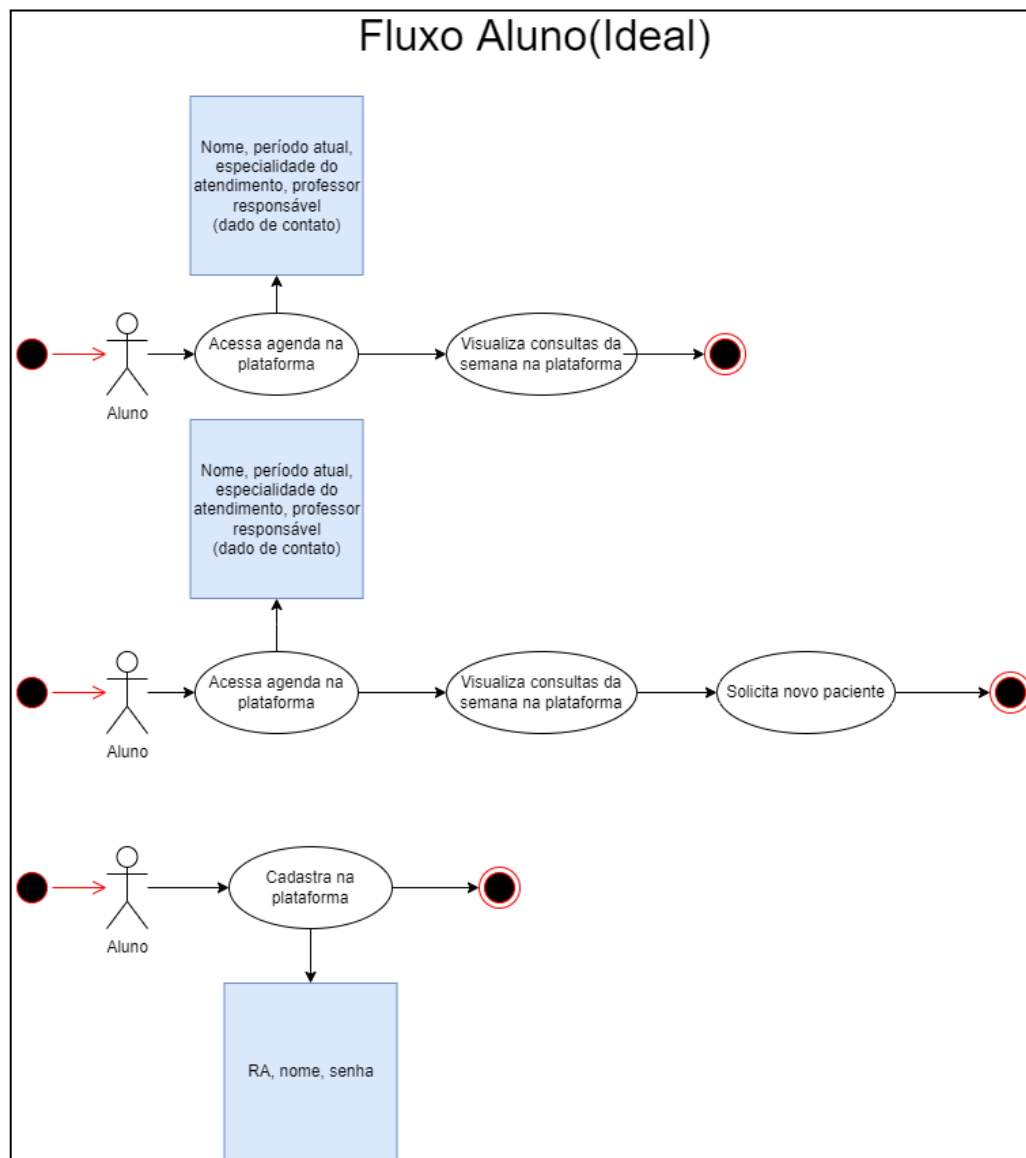 Fluxo Aluno(Ideal)
Nome, período atual,
especialidade do
atendimento, professor
responsável
(dado de contato)
Acessa agenda na
plataforma
Visualiza consultas da
semana na plataforma
Aluno
Nome, período atual,
especialidade do
atendimento, professor
responsável
(dado de contato)
Acessa agenda na
plataforma
Visualiza consultas da
semana na plataforma
Solicita novo paciente
Aluno
Cadastra na
plataforma
Aluno
RA, nome, senha